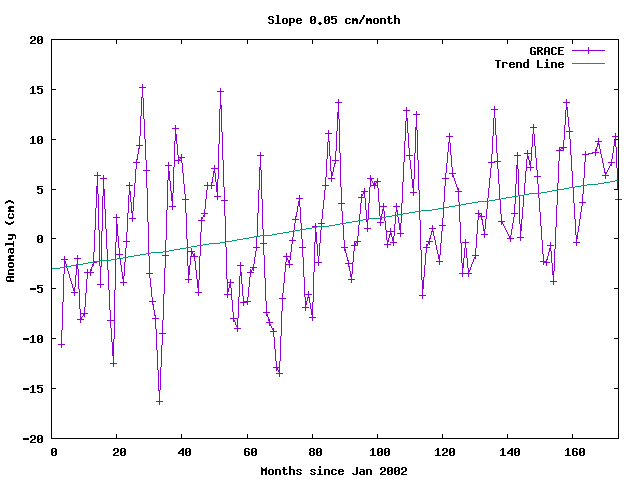 Slope 0.05 cm/month
GRACE
Trend Line
20
15
10
5
0
-5
-10
-15
-20
Anomaly (cm)
0 20 40 60 80 100 120 140 160
Months since Jan 2002